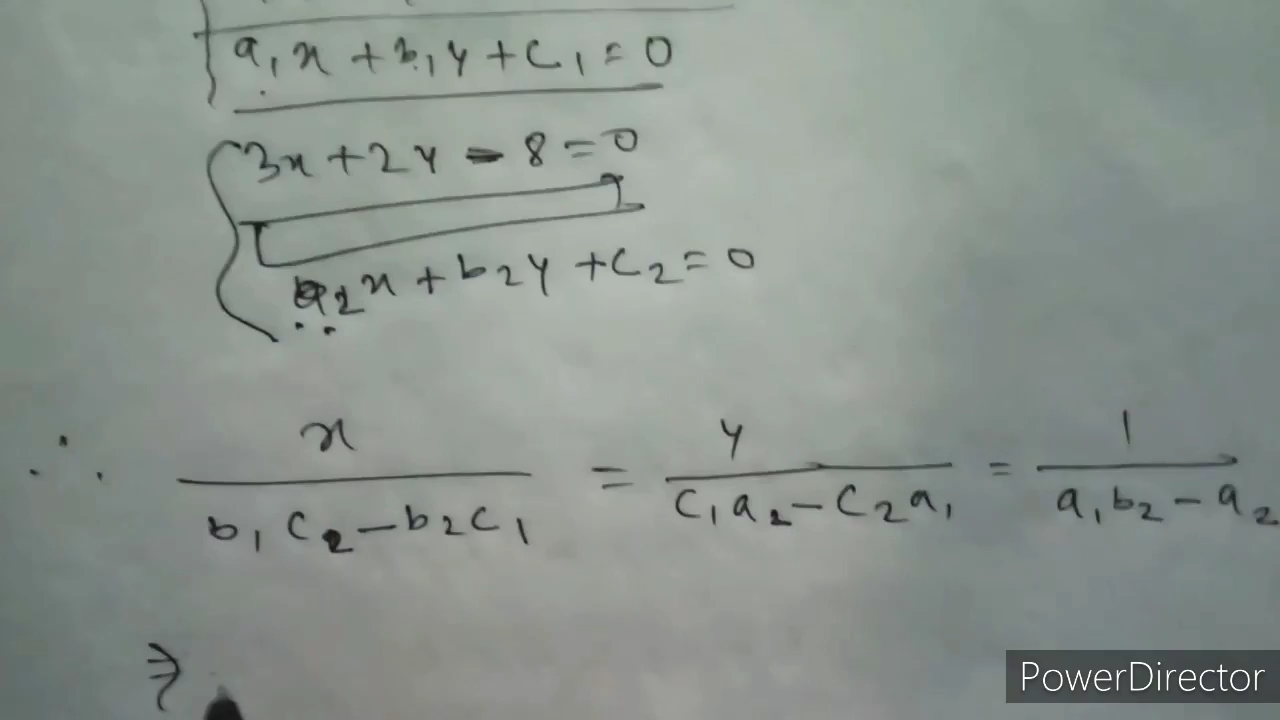 a₁x + b₁y + c₁ = 0
3x + 2y - 8 = 0
a₂x + b₂y + c₂ = 0
∴ x/(b₁c₂ - b₂c₁) = y/(c₁a₂ - c₂a₁) = 1/(a₁b₂ - a₂
⇒
PowerDirector